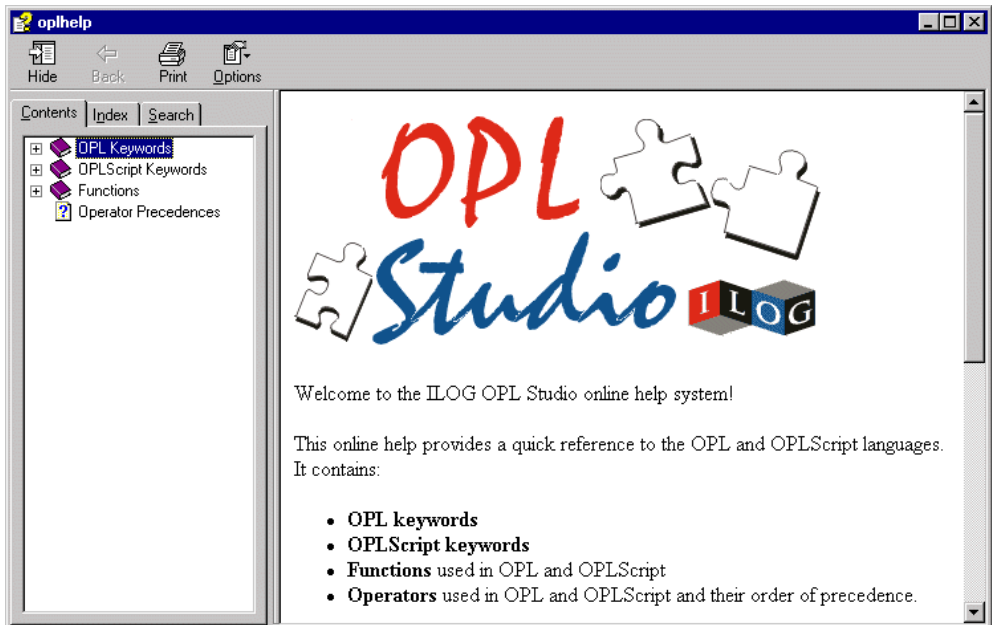 oplhelp
Hide Back Print Options
Contents Index Search
OPL Keywords
OPLScript Keywords
Functions
Operator Precedences
OPL
Studio ILOG
Welcome to the ILOG OPL Studio online help system!
This online help provides a quick reference to the OPL and OPLScript languages.
It contains:
• OPL keywords
• OPLScript keywords
• Functions used in OPL and OPLScript
• Operators used in OPL and OPLScript and their order of precedence.